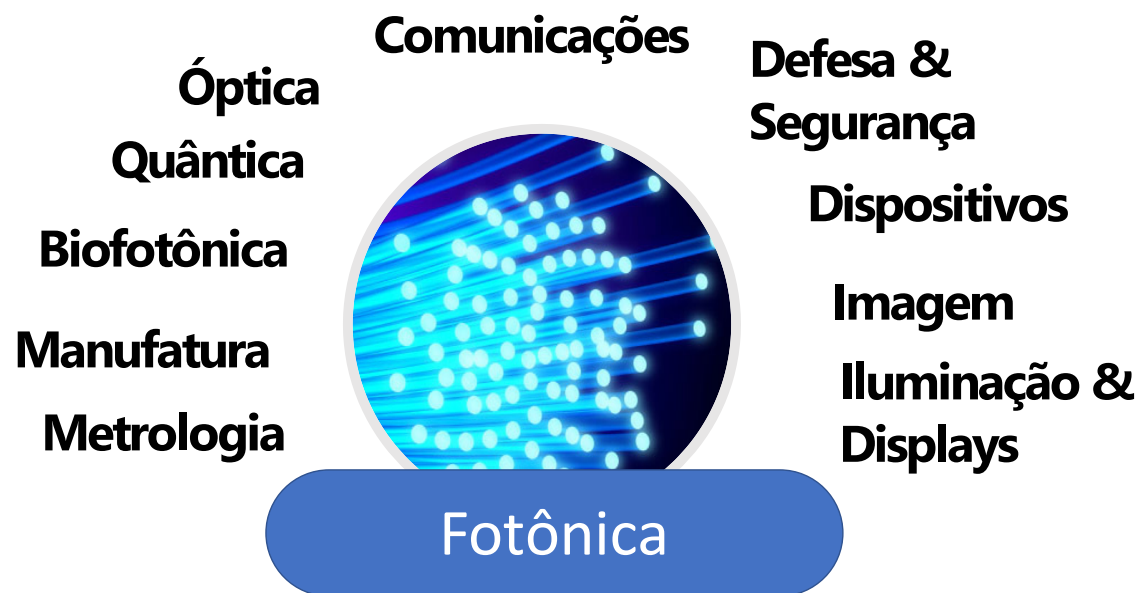 Comunicações
Óptica
Quântica
Biofotônica
Manufatura
Metrologia
Defesa &
Segurança
Dispositivos
Imagem
Iluminação &
Displays
Fotônica